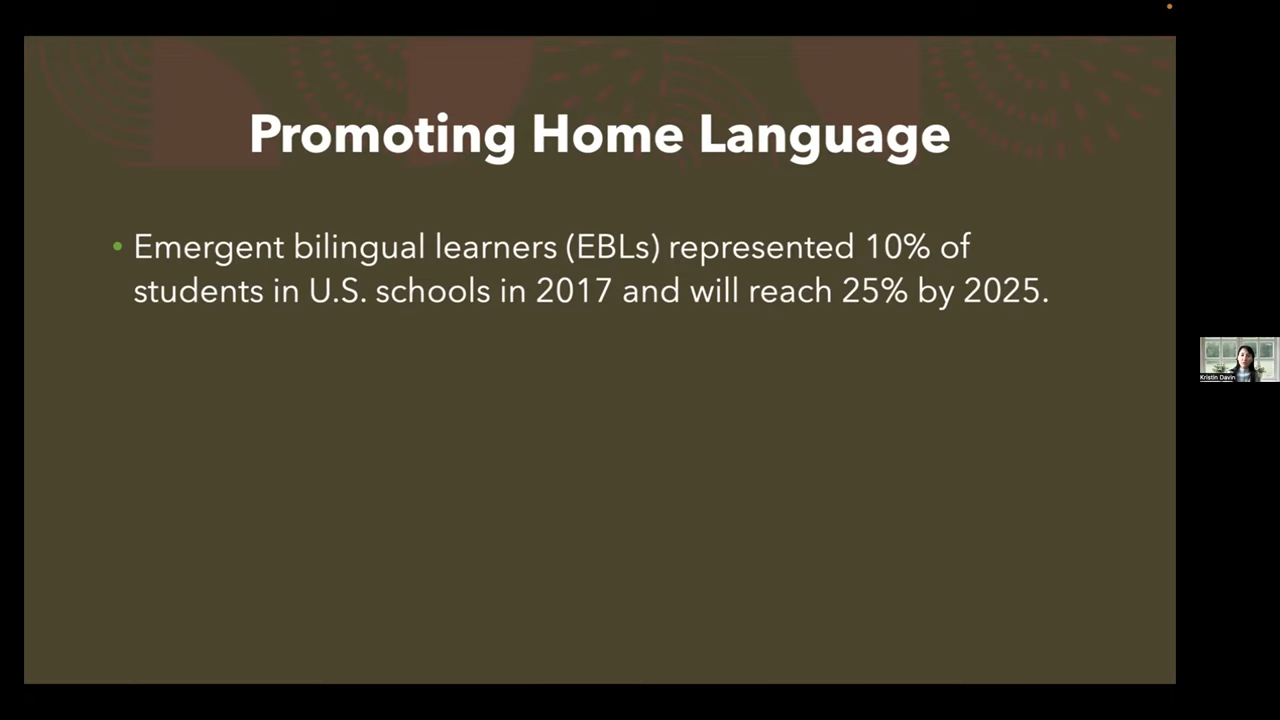 Promoting Home Language
• Emergent bilingual learners (EBLs) represented 10% of
students in U.S. schools in 2017 and will reach 25% by 2025.
Kristin Davin